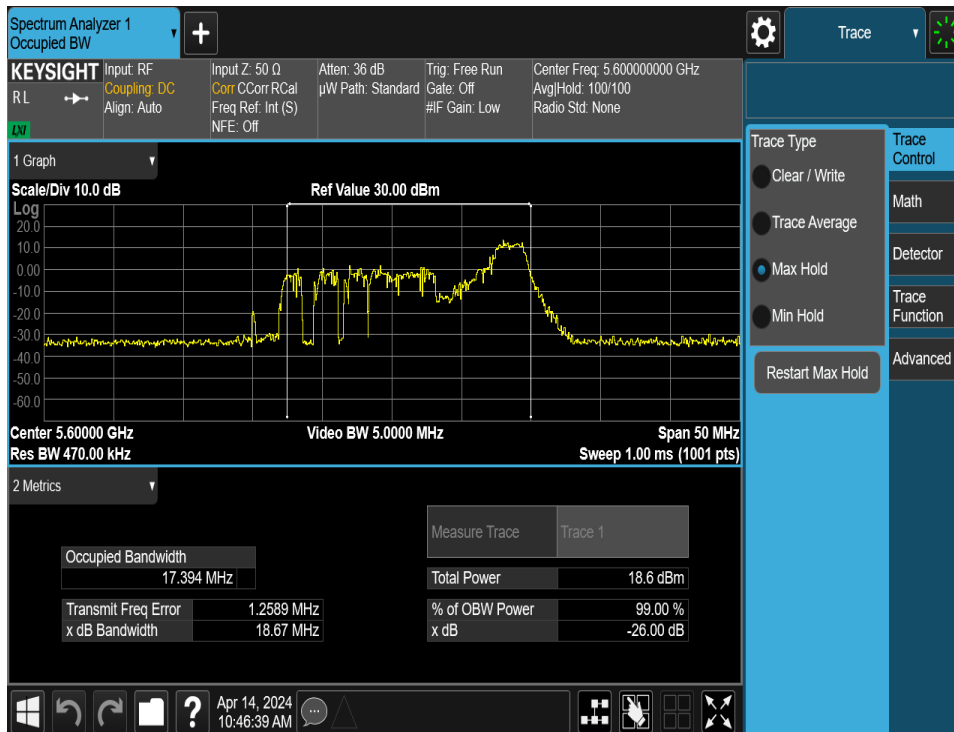 Spectrum Analyzer 1
Occupied BW
+
Trace
KEYSIGHT
R L
LXI
Input: RF
Coupling: DC
Align: Auto
Input Z: 50 Ω
Corr CCorr RCal
Freq Ref: Int (S)
NFE: Off
Atten: 36 dB
µW Path: Standard
Trig: Free Run
Gate: Off
#IF Gain: Low
Center Freq: 5.600000000 GHz
Avg|Hold: 100/100
Radio Std: None
1 Graph
Scale/Div 10.0 dB
Ref Value 30.00 dBm
Log
20.0
10.0
0.00
-10.0
-20.0
-30.0
-40.0
-50.0
-60.0
Center 5.60000 GHz
Video BW 5.0000 MHz
Span 50 MHz
Res BW 470.00 kHz
Sweep 1.00 ms (1001 pts)
2 Metrics
Measure Trace
Trace 1
Occupied Bandwidth
17.394 MHz
Total Power
18.6 dBm
Transmit Freq Error
1.2589 MHz
% of OBW Power
99.00 %
x dB Bandwidth
18.67 MHz
x dB
-26.00 dB
Trace Type
Clear / Write
Trace Average
Max Hold
Min Hold
Restart Max Hold
Trace
Control
Math
Detector
Trace
Function
Advanced
?
Apr 14, 2024
10:46:39 AM